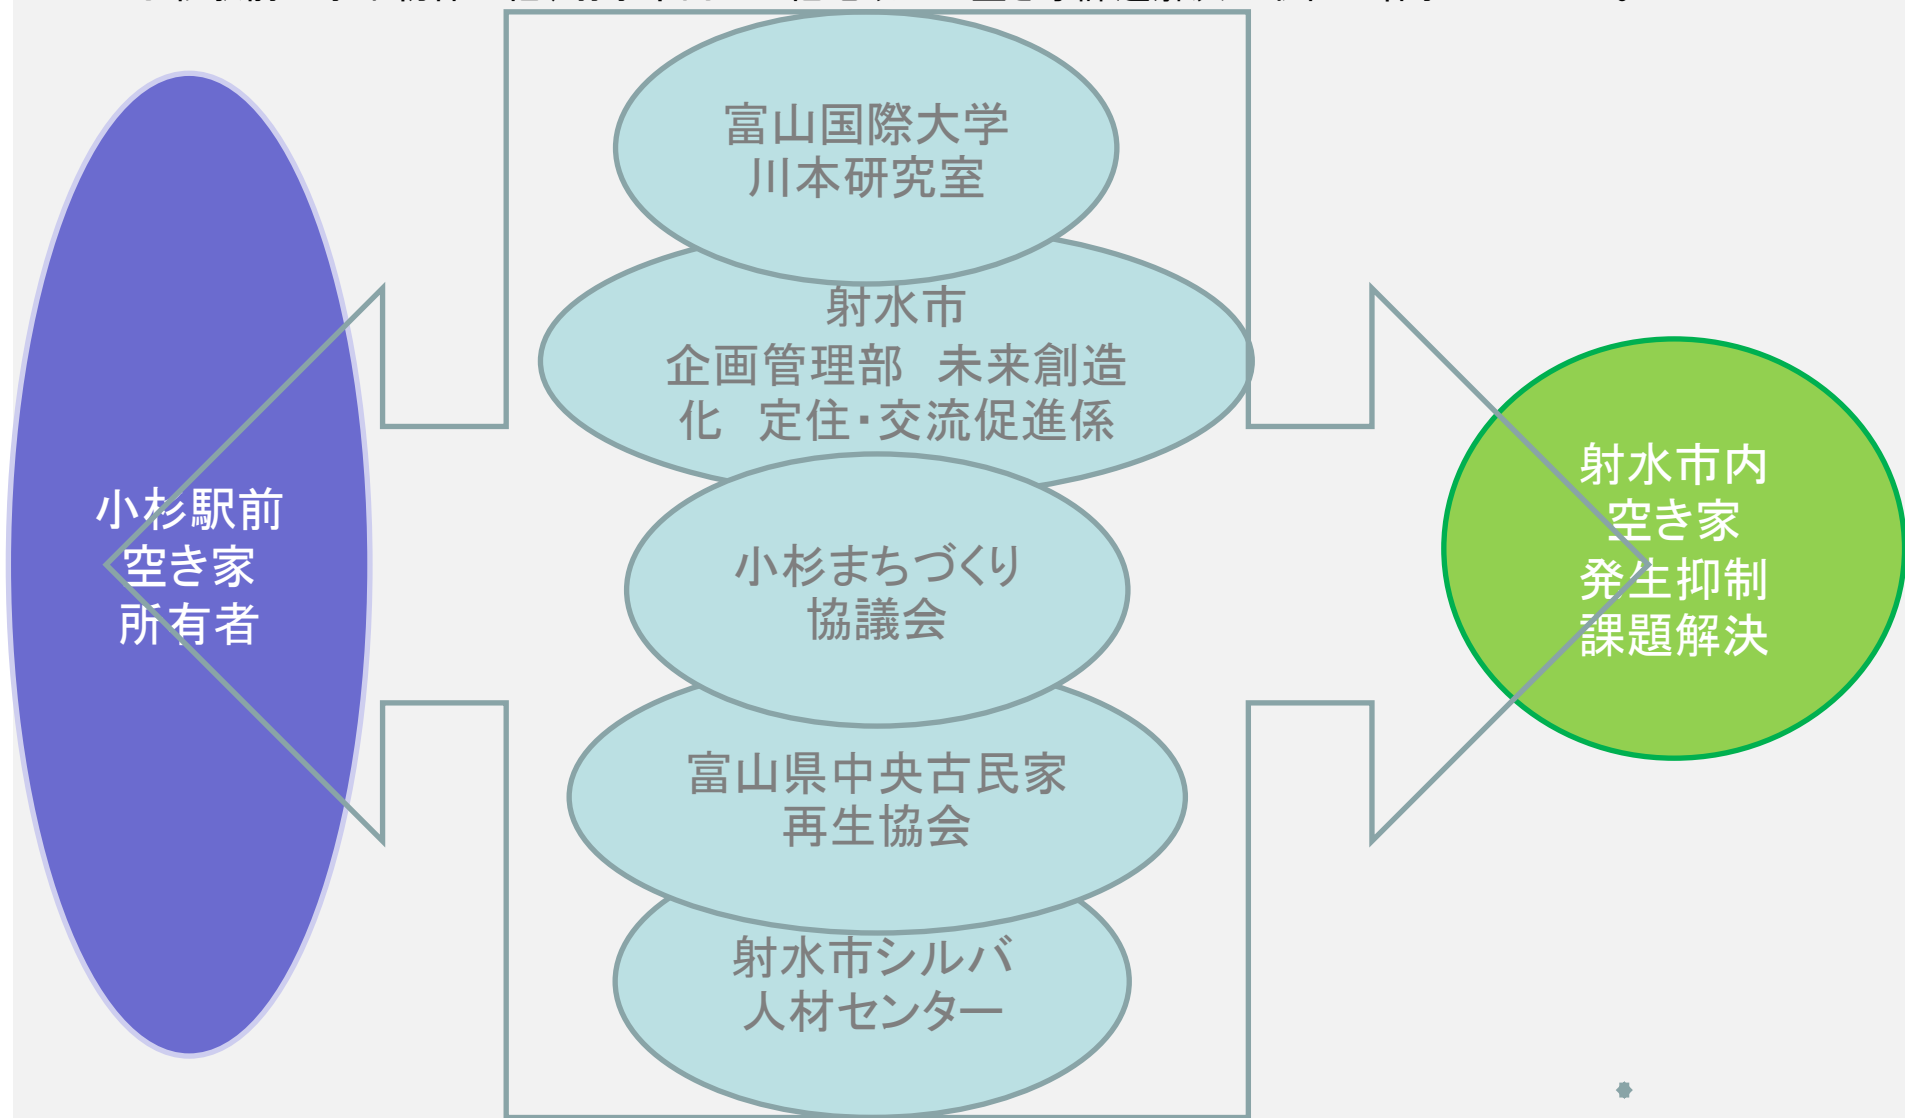 小杉駅前
空き家
所有者
富山国際大学
川本研究室
射水市
企画管理部　未来創造
化　定住・交流促進係
小杉まちづくり
協議会
富山県中央古民家
再生協会
射水市シルバ
人材センター
射水市内
空き家
発生抑制
課題解決